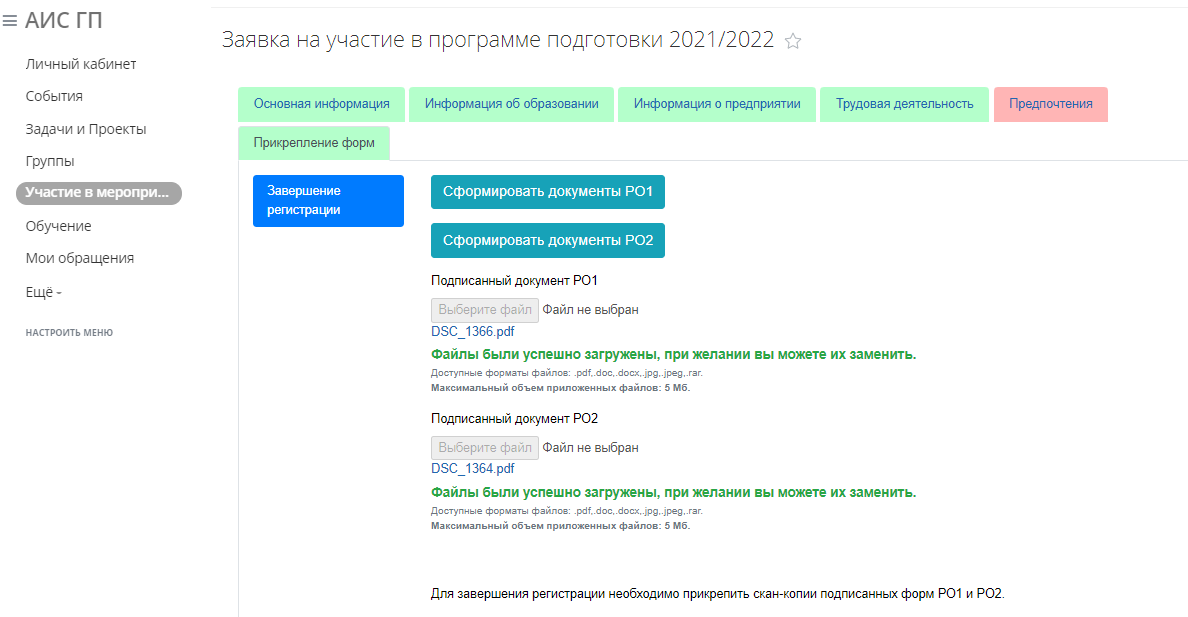 АИС ГП
Личный кабинет
События
Задачи и Проекты
Группы
Участие в меропри...
Обучение
Мои обращения
Ещё
НАСТРОИТЬ МЕНЮ
Заявка на участие в программе подготовки 2021/2022
Основная информация
Информация об образовании
Информация о предприятии
Трудовая деятельность
Предпочтения
Прикрепление форм
Завершение
регистрации
Сформировать документы РО1
Сформировать документы РО2
Подписанный документ РО1
Выберите файл Файл не выбран
DSC_1366.pdf
Файлы были успешно загружены, при желании вы можете их заменить.
Доступные форматы файлов: .pdf,.doc,.docx,.jpg,.jpeg,.rar.
Максимальный объем приложенных файлов: 5 Мб.
Подписанный документ РО2
Выберите файл Файл не выбран
DSC_1364.pdf
Файлы были успешно загружены, при желании вы можете их заменить.
Доступные форматы файлов: .pdf,.doc,.docx,.jpg,.jpeg,.rar.
Максимальный объем приложенных файлов: 5 Мб.
Для завершения регистрации необходимо прикрепить скан-копии подписанных форм РО1 и РО2.